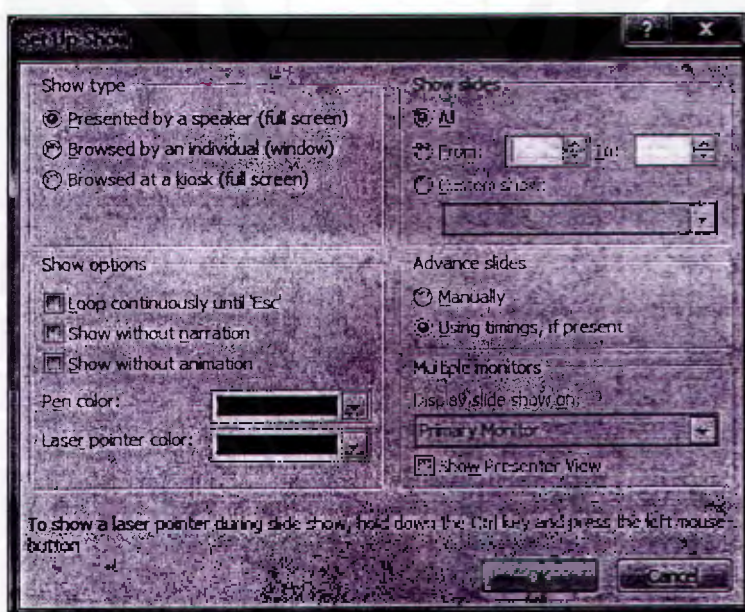 Set Up Show
? X
Show type
Presented by a speaker (full screen)
Browsed by an individual (window)
Browsed at a kiosk (full screen)
Show slides
All
From: To:
Custom show:
Show options
Loop continuously until 'Esc'
Show without narration
Show without animation
Pen color:
Laser pointer color:
Advance slides
Manually
Using timings, if present
Multiple monitors
Display slide show on:
Primary Monitor
Show Presenter View
To show a laser pointer during slide show, hold down the Ctrl key and press the left mouse
button
OK Cancel